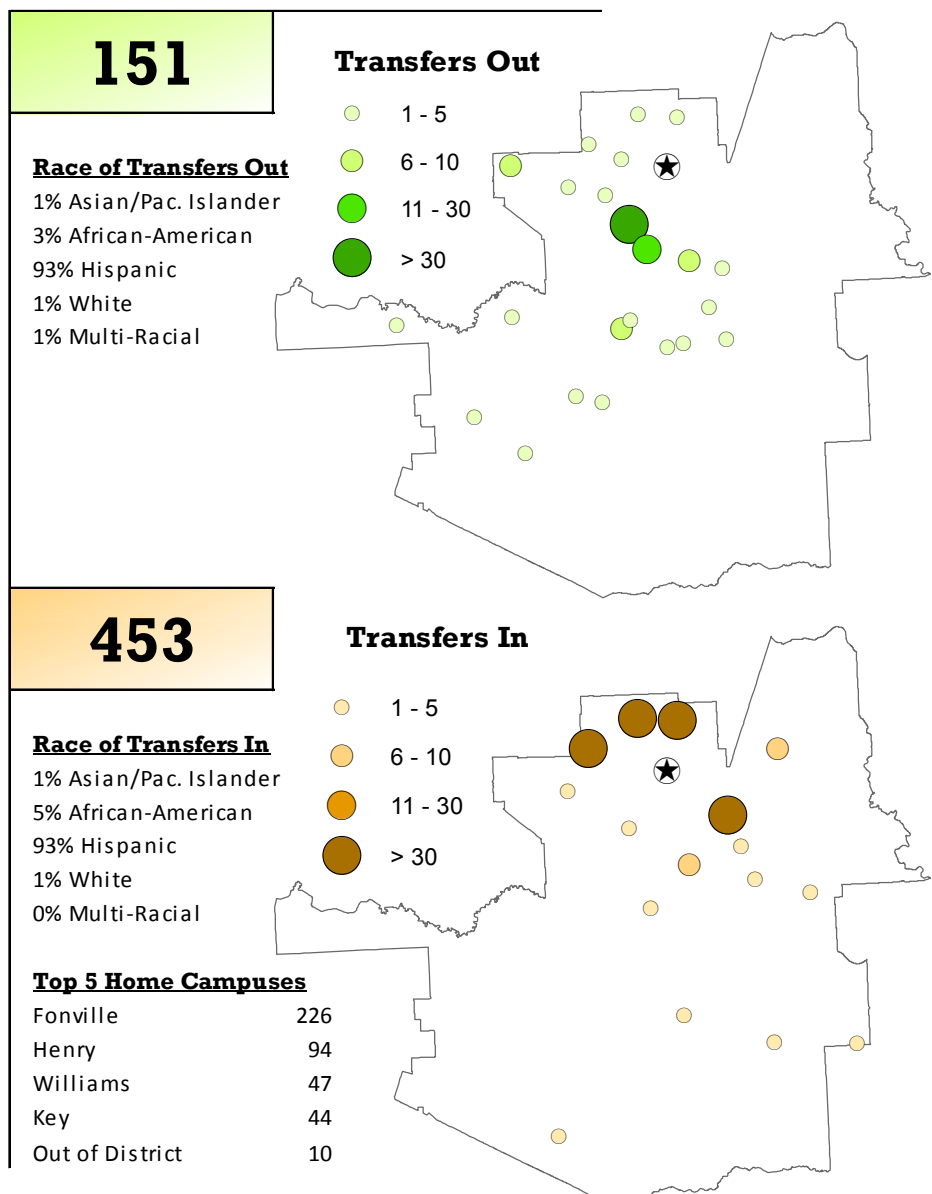 151
Transfers Out
1 - 5
6 - 10
11 - 30
> 30
Race of Transfers Out
1% Asian/Pac. Islander
3% African-American
93% Hispanic
1% White
1% Multi-Racial
453
Transfers In
1 - 5
6 - 10
11 - 30
> 30
Race of Transfers In
1% Asian/Pac. Islander
5% African-American
93% Hispanic
1% White
0% Multi-Racial
Top 5 Home Campuses
Fonville 226
Henry 94
Williams 47
Key 44
Out of District 10